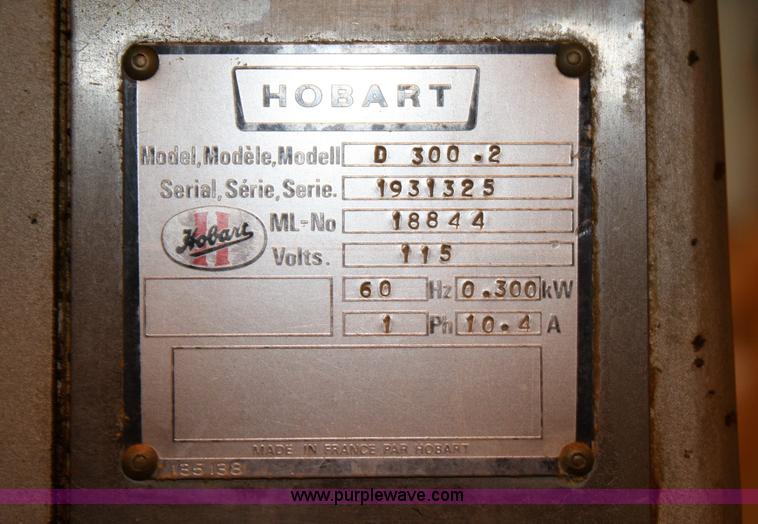 HOBART
Model, Modèle, Modell D 300.2
Serial, Série, Serie. 1931325
Hobart ML-No 18844
Volts. 115
60 Hz 0.300 kW
1 Ph 10.4 A
MADE IN FRANCE PAR HOBART
135138
www.purplewave.com